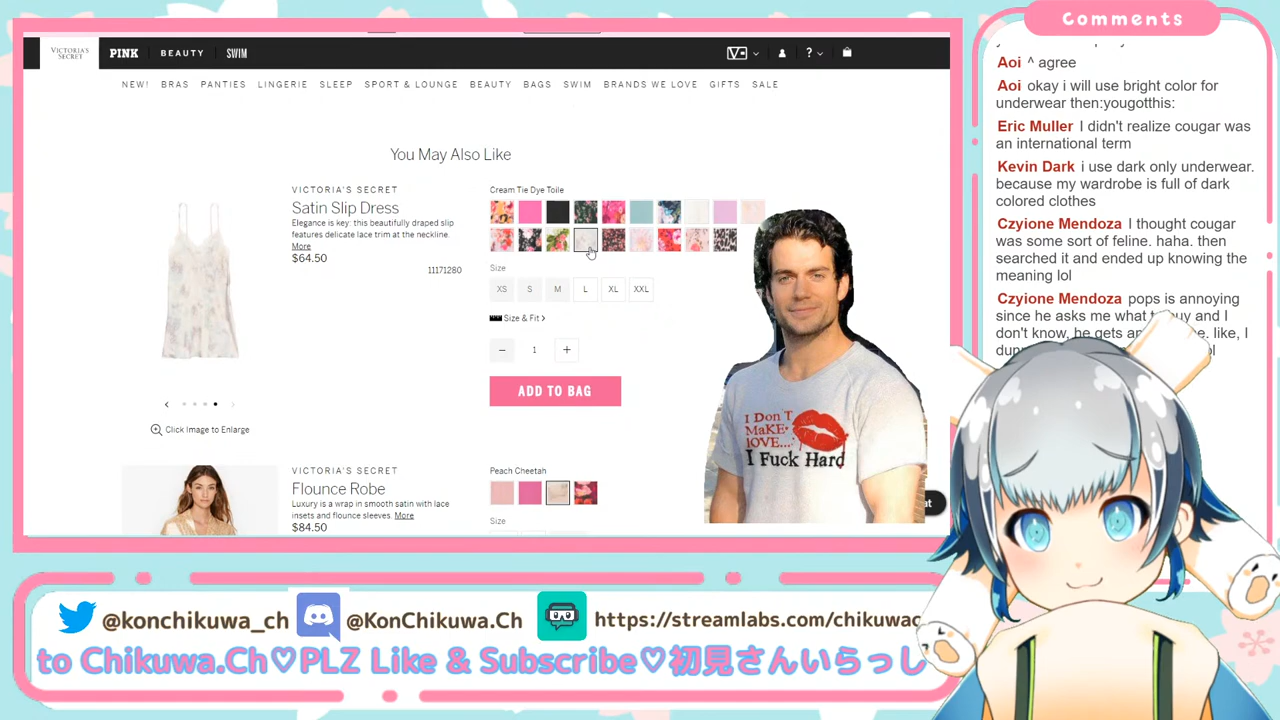 Comments
VICTORIA'S
SECRET
PINK
BEAUTY
SWIM
?
NEW! BRAS PANTIES LINGERIE SLEEP SPORT & LOUNGE BEAUTY BAGS SWIM BRANDS WE LOVE GIFTS SALE
You May Also Like
VICTORIA'S SECRET
Satin Slip Dress
Elegance is key: this beautifully draped slip
features delicate lace trim at the neckline.
More
$64.50
11171280
Click Image to Enlarge
Cream Tie Dye Toile
Size
XS S M L XL XXL
Size & Fit
− 1 +
ADD TO BAG
VICTORIA'S SECRET
Flounce Robe
Luxury is a wrap in smooth satin with lace
insets and flounce sleeves. More
$84.50
Peach Cheetah
Size
I DON'T
MAKE
LOVE...
I Fuck Hard
Aoi ^ agree
Aoi okay i will use bright color for
underwear then:yougotthis:
Eric Muller I didn't realize cougar was
an international term
Kevin Dark i use dark only underwear.
because my wardrobe is full of dark
colored clothes
Czyione Mendoza I thought cougar
was some sort of feline. haha. then
searched it and ended up knowing the
meaning lol
Czyione Mendoza pops is annoying
since he asks me what buy and I
don't know, he gets like, I
@konchikuwa_ch
@KonChikuwa.Ch
https://streamlabs.com/chikuwac
to Chikuwa.Ch♡PLZ Like & Subscribe♡初見さんいらっし